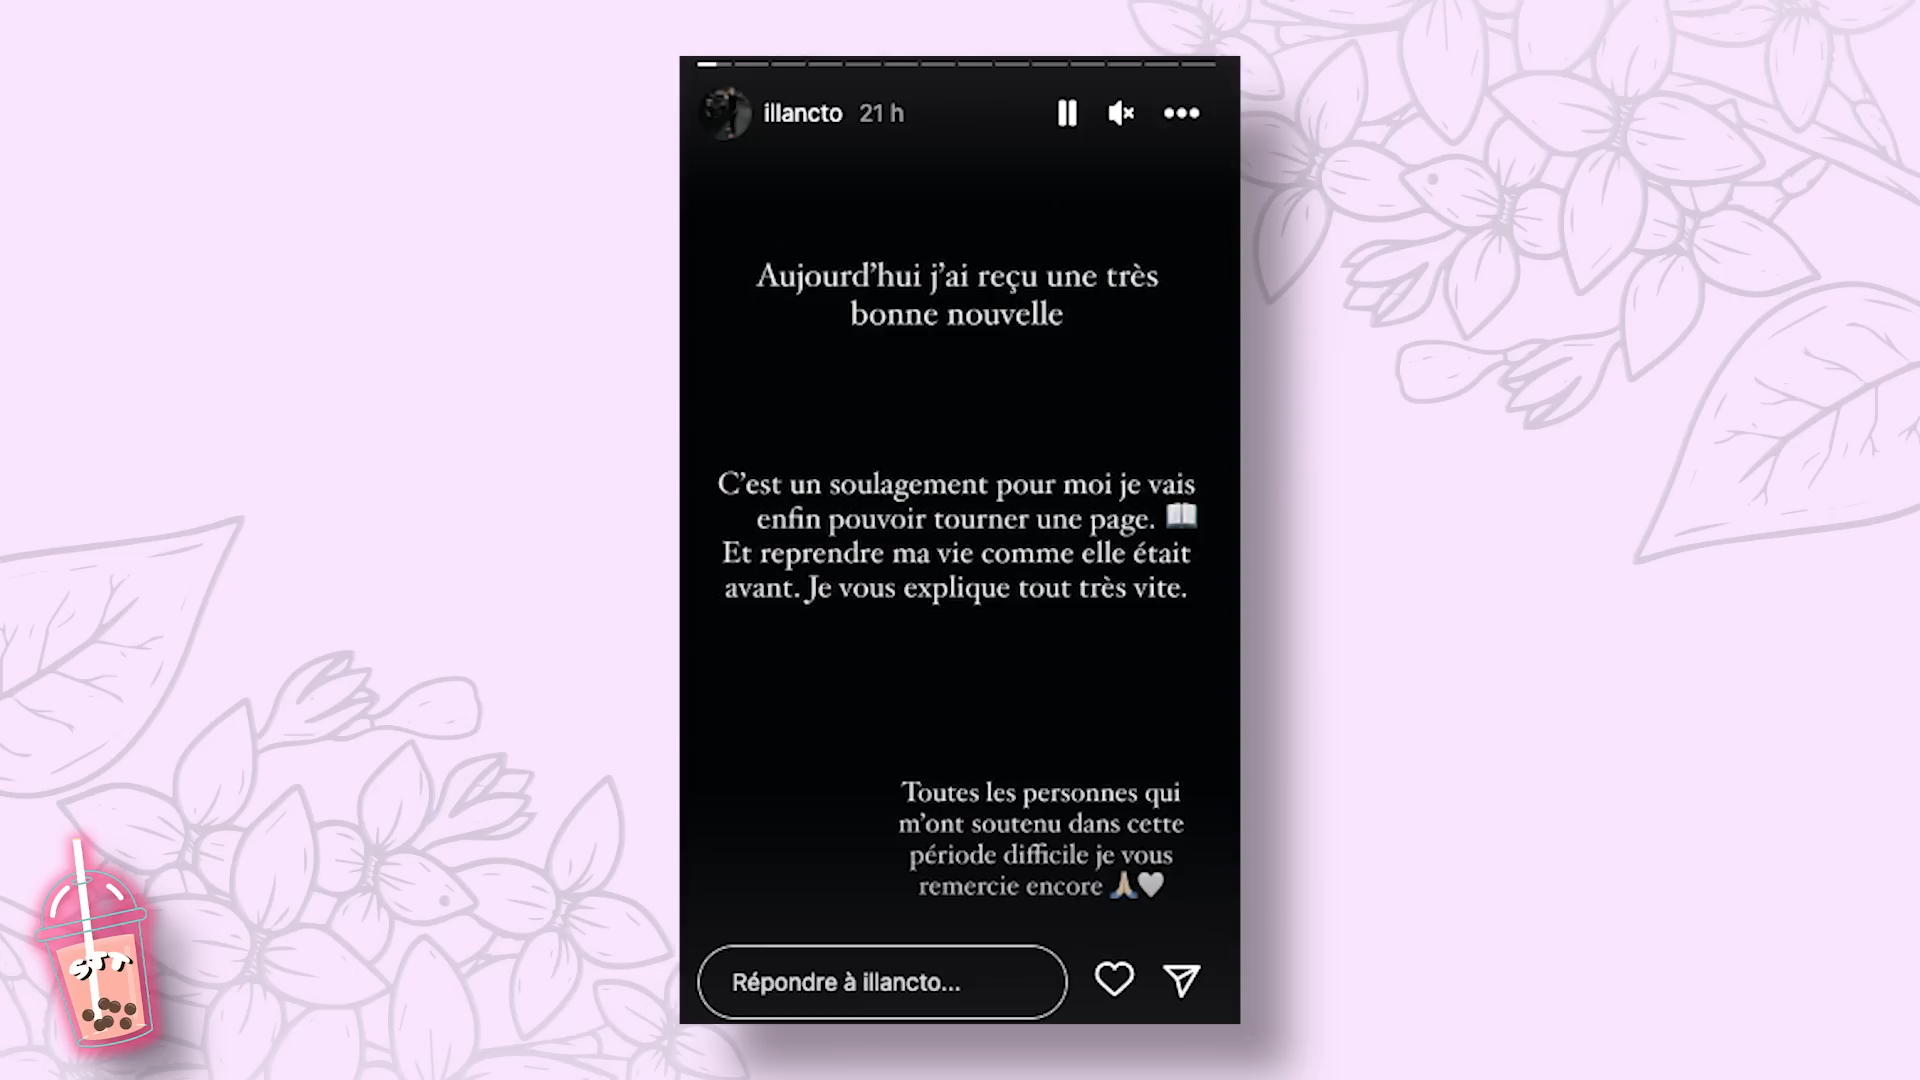 illancto 21 h
Aujourd’hui j’ai reçu une très
bonne nouvelle
C’est un soulagement pour moi je vais
enfin pouvoir tourner une page. 📖
Et reprendre ma vie comme elle était
avant. Je vous explique tout très vite.
Toutes les personnes qui
m’ont soutenu dans cette
période difficile je vous
remercie encore 🙏🏼🤍
Répondre à illancto...
STT